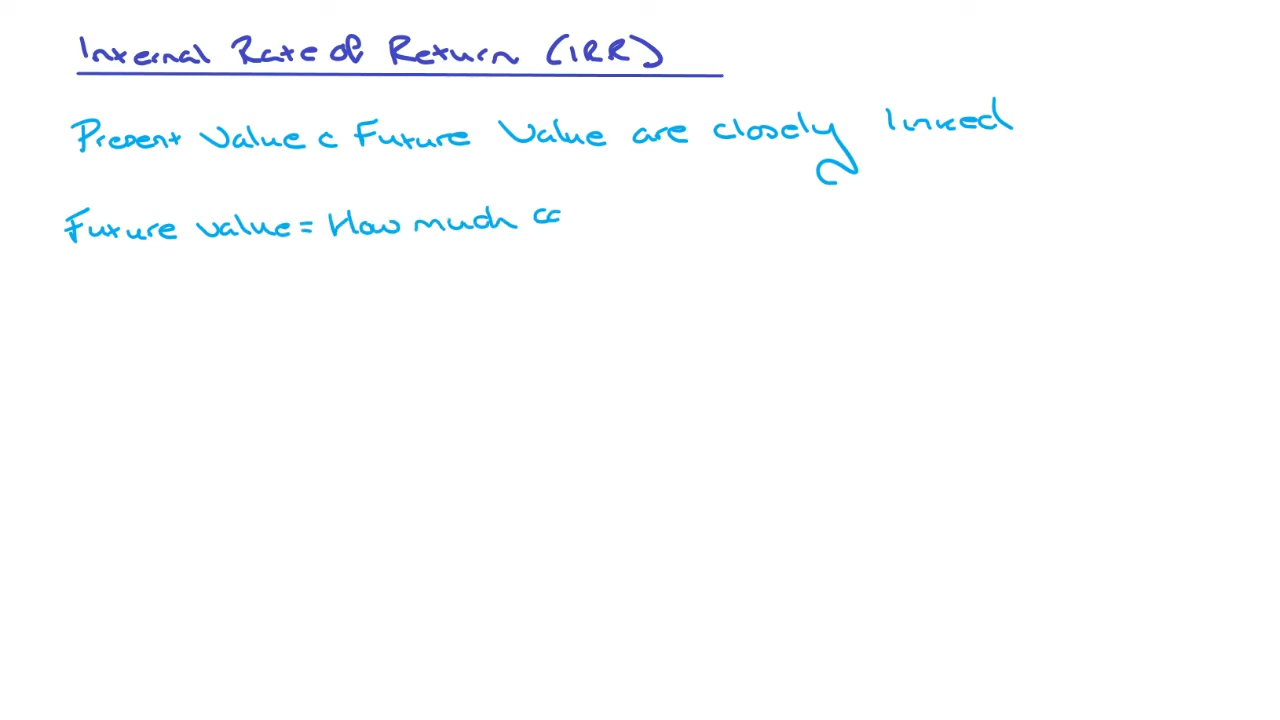 Internal Rate of Return (IRR)
Present Value & Future Value are closely linked
Future value = How much